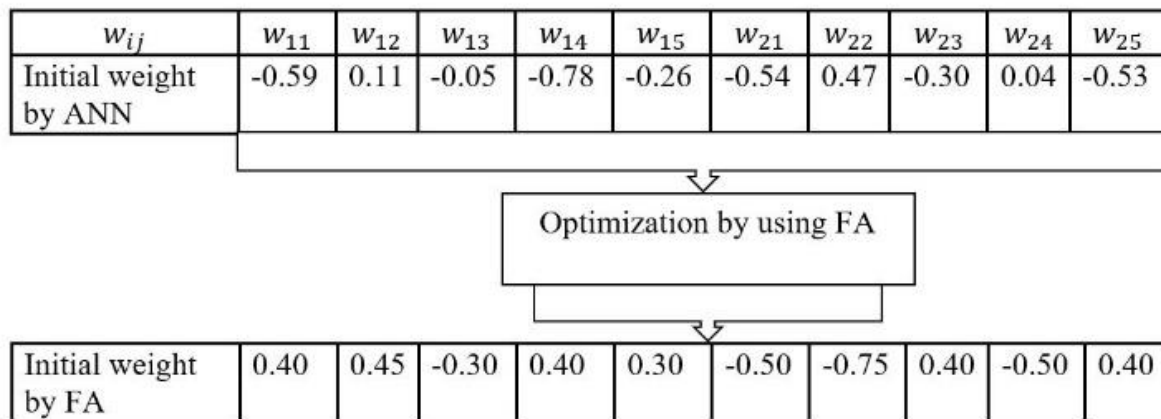 w_ij w_11 w_12 w_13 w_14 w_15 w_21 w_22 w_23 w_24 w_25
Initial weight -0.59 0.11 -0.05 -0.78 -0.26 -0.54 0.47 -0.30 0.04 -0.53
by ANN
Optimization by using FA
Initial weight 0.40 0.45 -0.30 0.40 0.30 -0.50 -0.75 0.40 -0.50 0.40
by FA